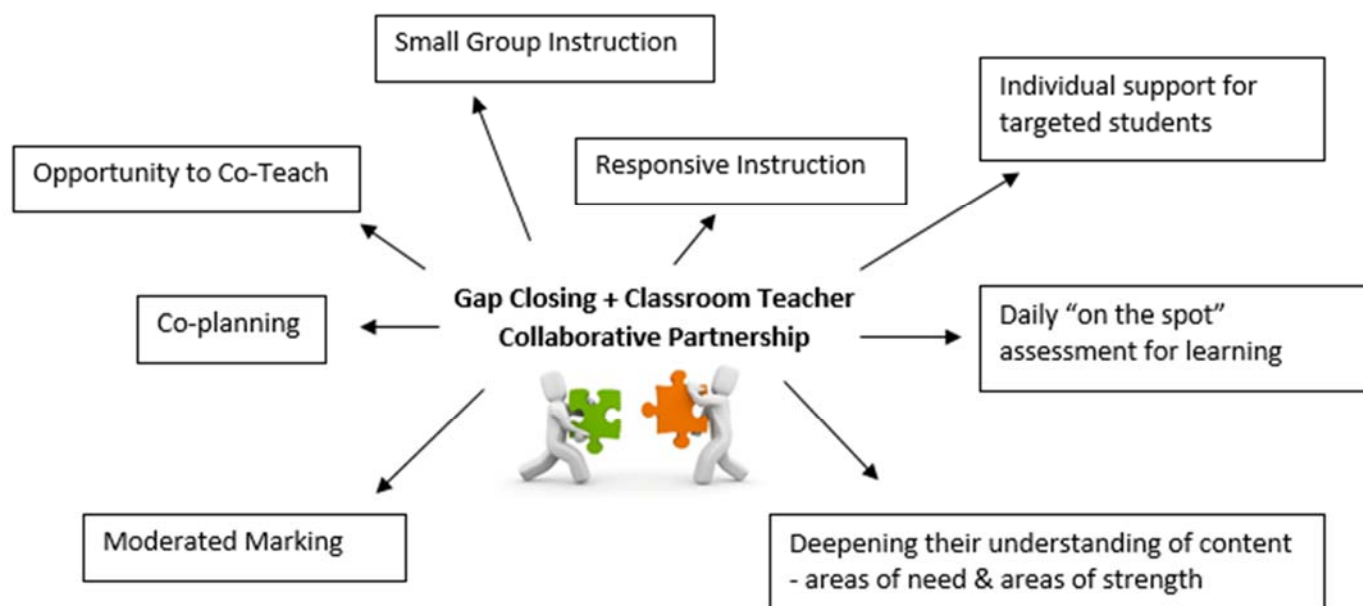 Small Group Instruction
Individual support for
targeted students
Opportunity to Co-Teach
Responsive Instruction
Gap Closing + Classroom Teacher
Collaborative Partnership
Co-planning
Daily “on the spot”
assessment for learning
Moderated Marking
Deepening their understanding of content
- areas of need & areas of strength